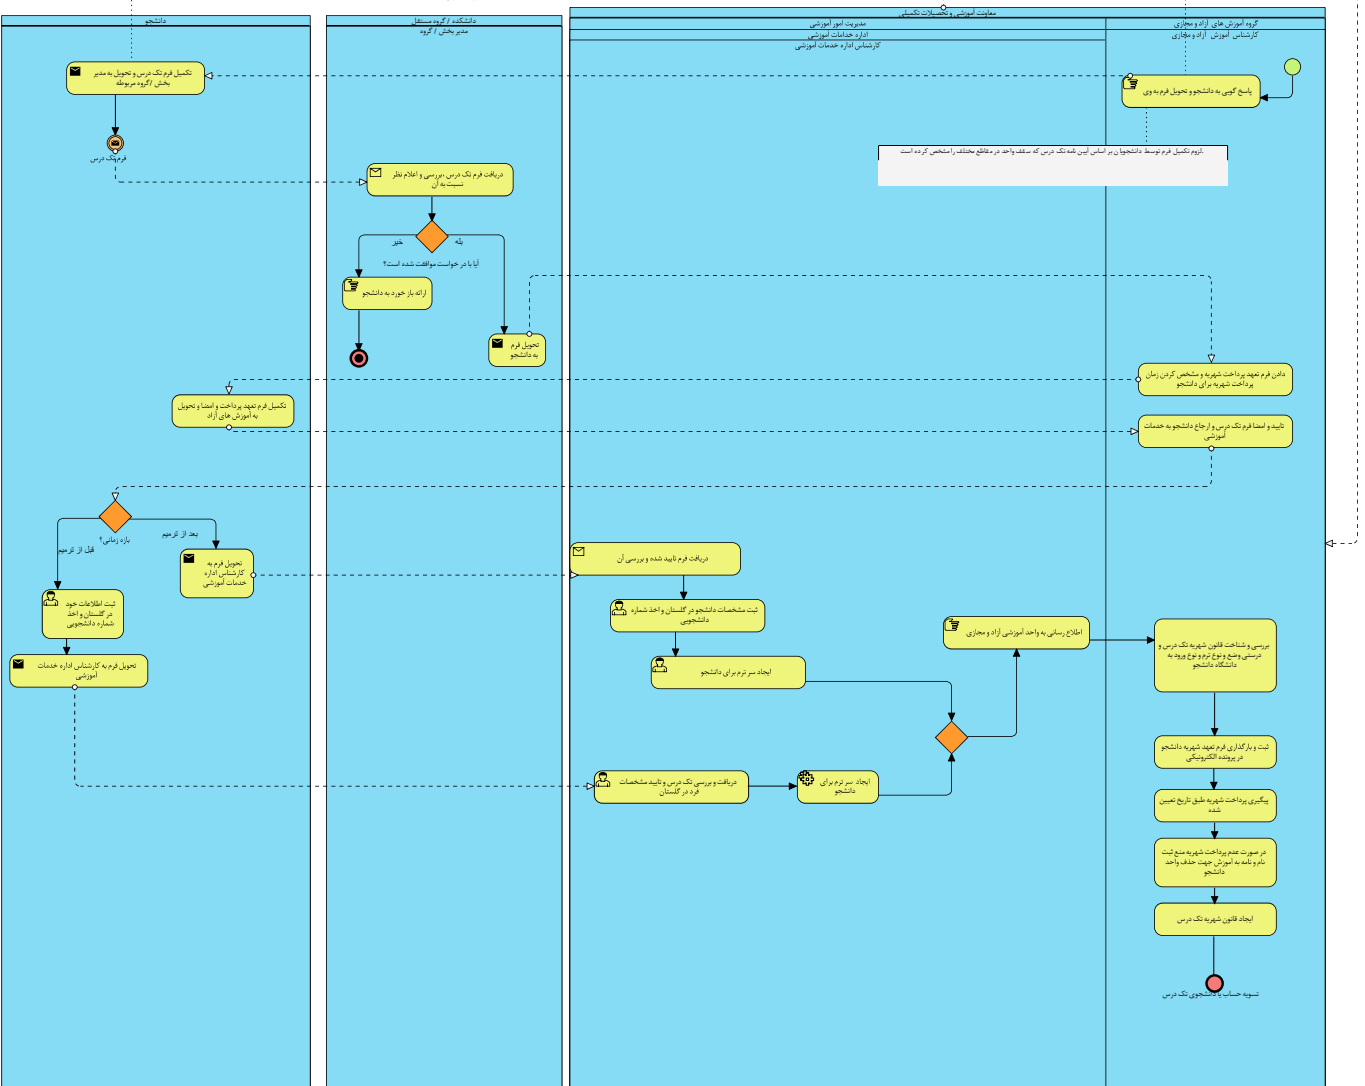 معاونت آموزشی و تحصیلات تکمیلی
گروه آموزش های آزاد و مجازی
کارشناس آموزش آزاد و مجازی
مدیریت امور آموزشی
اداره خدامات آموزشی
کارشناس اداره خدمات آموزشی
دانشکده / گروه مستقل
مدیر بخش / گروه
دانشجو
پاسخ گویی به دانشجو و تحویل فرم به وی
لزوم تکمیل فرم توسط دانشجویان بر اساس آیین نامه تک درس که سقف واحد در مقاطع مختلف را مشخص کرده است.
تکمیل فرم تک درس و تحویل به مدیر
بخش /گروه مربوطه
فرم تک درس
دریافت فرم تک درس ،بررسی و اعلام نظر
نسبت به آن
بله
خیر
آیا با در خواست موافقت شده است؟
ارائه باز خورد به دانشجو
تحویل فرم
به دانشجو
دادن فرم تعهد پرداخت شهریه و مشخص کردن زمان
پرداخت شهریه برای دانشجو
تکمیل فرم تعهد پرداخت و امضا و تحویل
به آموزش های آزاد
تایید و امضا فرم تک درس و ارجاع دانشجو به خدمات
آموزشی
بازه زمانی؟
بعد از ترمیم
قبل از ترمیم
تحویل فرم به
کارشناس اداره
خدمات آموزشی
ثبت اطلاعات خود
در گلستان و اخذ
شماره دانشجویی
تحویل فرم به کارشناس اداره خدمات
آموزشی
دریافت فرم تایید شده و بررسی آن
ثبت مشخصات دانشجو در گلستان و اخذ شماره
دانشجویی
ایجاد سر ترم برای دانشجو
دریافت و بررسی تک درس و تایید مشخصات
فرد در گلستان
ایجاد سر ترم برای
دانشجو
اطلاع رسانی به واحد آموزشی آزاد و مجازی
بررسی و شناخت قانون شهریه تک درس و
درستی وضع و نوع ترم و نوع ورود به
دانشگاه دانشجو
ثبت و بارگذاری فرم تعهد شهریه دانشجو
در پرونده الکترونیکی
پیگیری پرداخت شهریه طبق تاریخ تعیین
شده
در صورت عدم پرداخت شهریه منع ثبت
نام و نامه به آموزش جهت حذف واحد
دانشجو
ایجاد قانون شهریه تک درس
تسویه حساب با دانشجوی تک درس